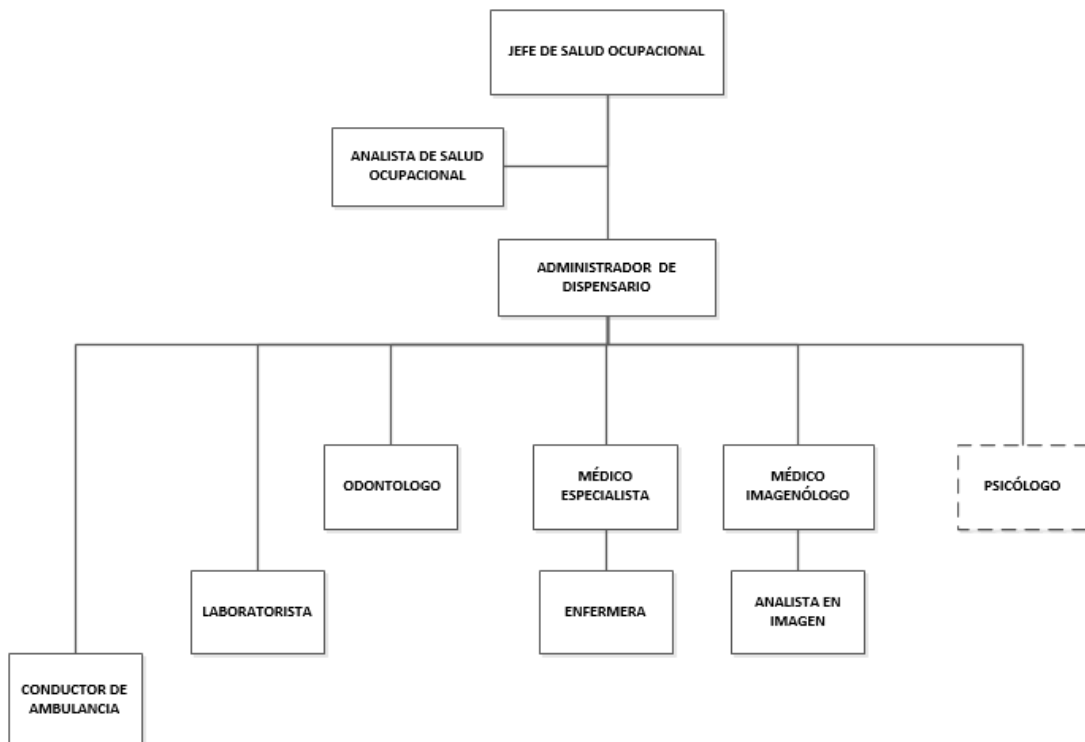 JEFE DE SALUD OCUPACIONAL
ANALISTA DE SALUD
OCUPACIONAL
ADMINISTRADOR DE
DISPENSARIO
ODONTOLOGO
MÉDICO
ESPECIALISTA
MÉDICO
IMAGENÓLOGO
PSICÓLOGO
LABORATORISTA
ENFERMERA
ANALISTA EN
IMAGEN
CONDUCTOR DE
AMBULANCIA